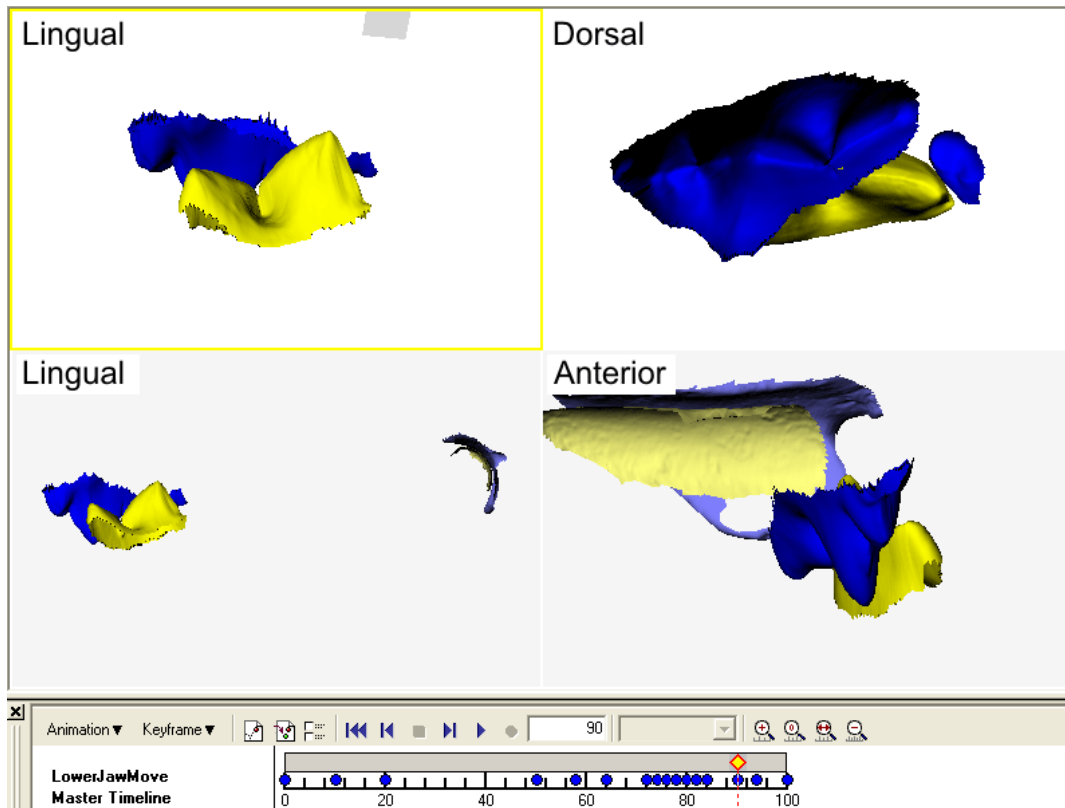 Lingual
Dorsal
Lingual
Anterior
Animation
Keyframe
90
LowerJawMove
Master Timeline
0 20 40 60 80 100